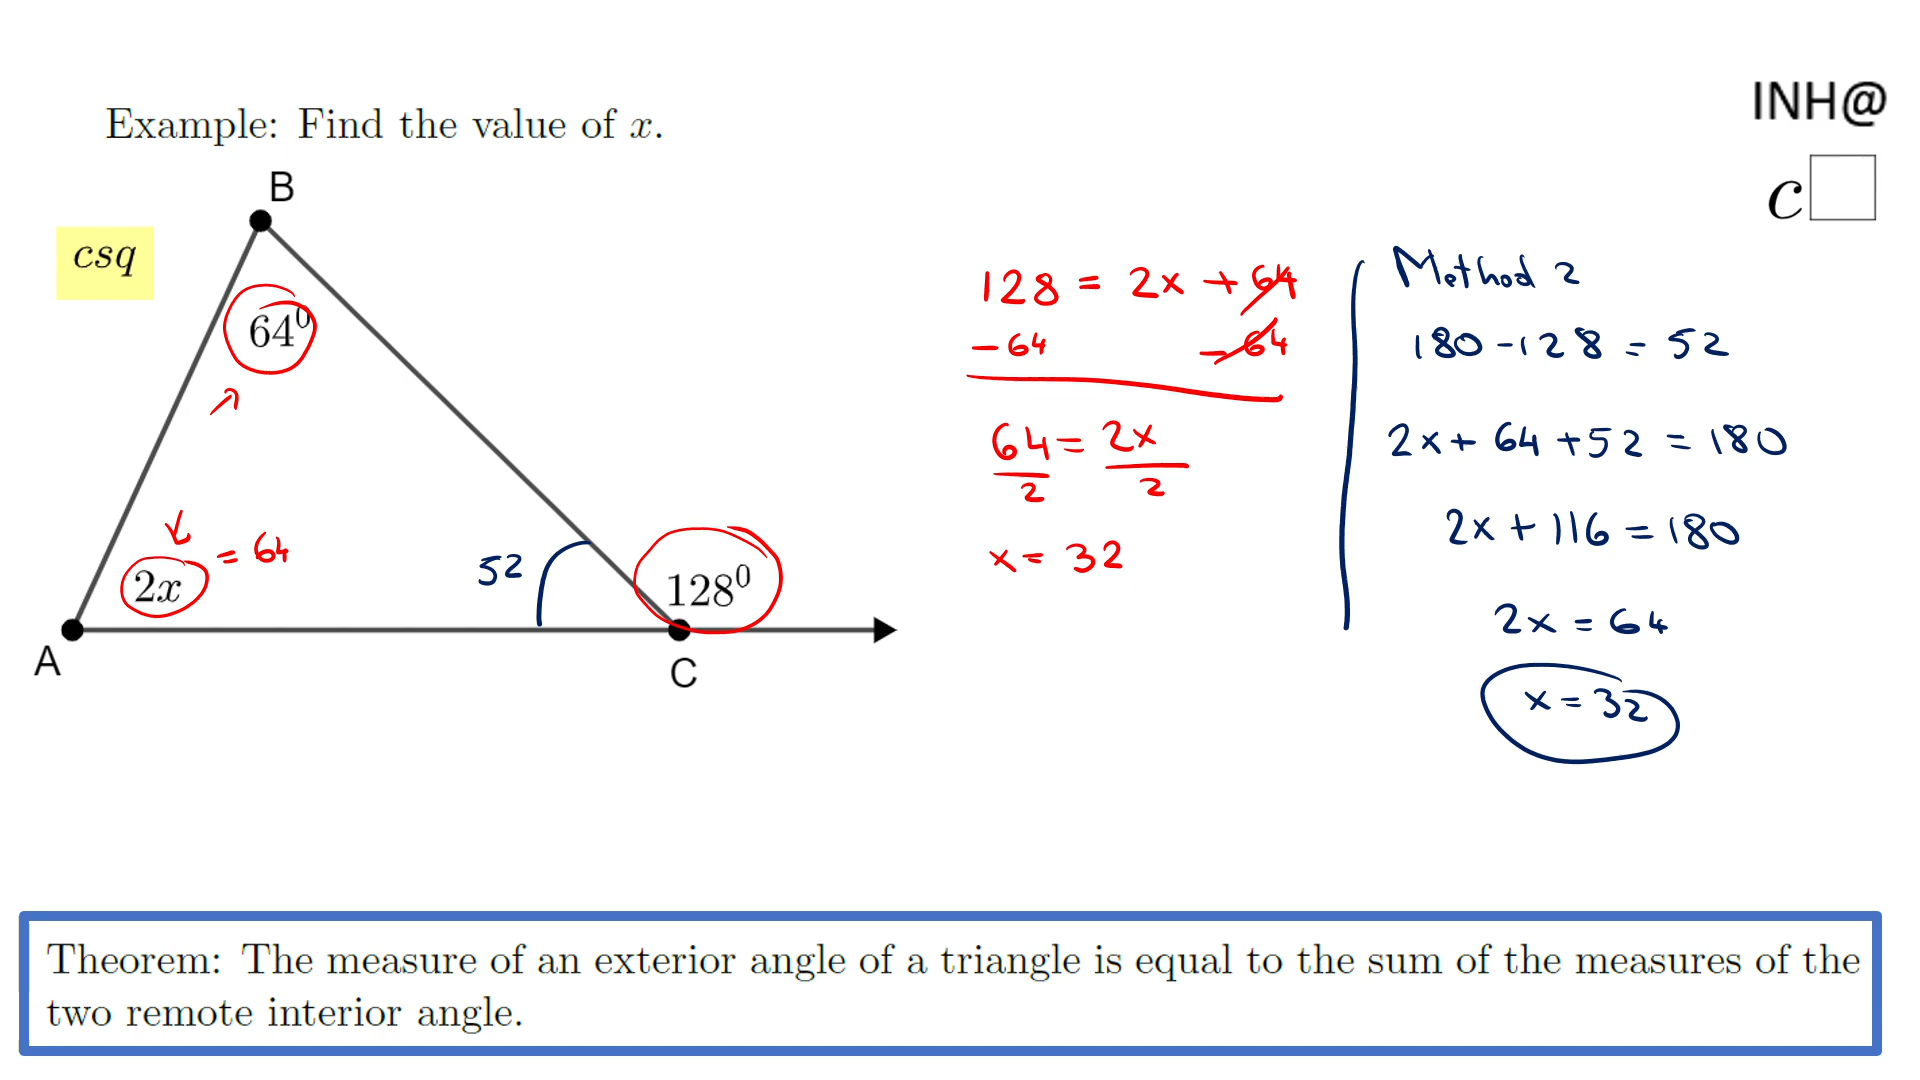 INH@
Example: Find the value of x.
c
B
csq
64⁰
2x = 64
52
128⁰
A
C
128 = 2x + 64
-64 -64
64 = 2x
2 2
x = 32
Method 2
180 - 128 = 52
2x + 64 + 52 = 180
2x + 116 = 180
2x = 64
x = 32
Theorem: The measure of an exterior angle of a triangle is equal to the sum of the measures of the
two remote interior angle.